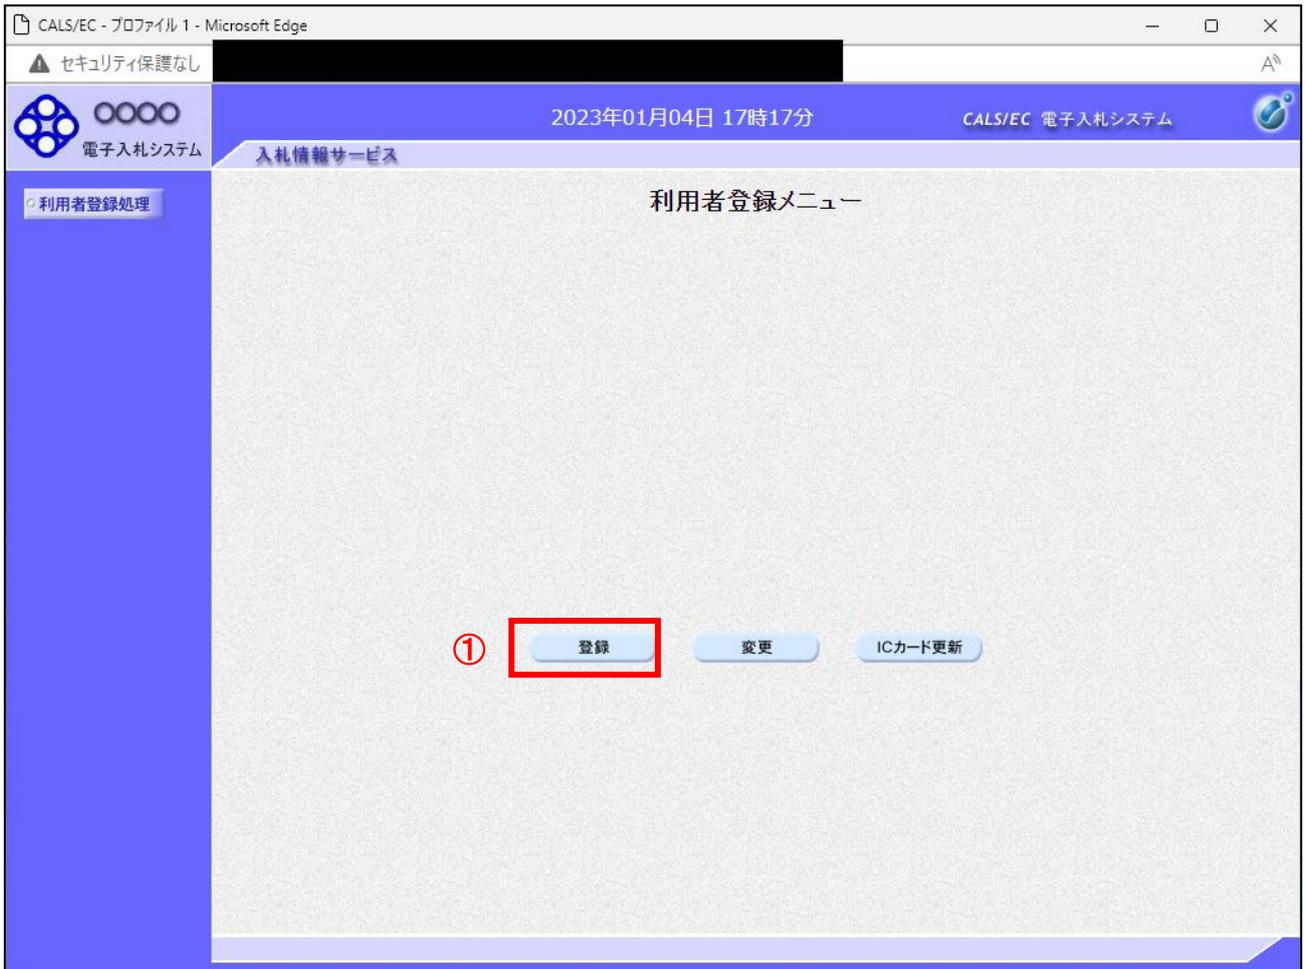 CALS/EC - プロファイル 1 - Microsoft Edge
セキュリティ保護なし
〇〇〇〇
電子入札システム
2023年01月04日 17時17分
CALS/EC 電子入札システム
入札情報サービス
利用者登録処理
利用者登録メニュー
①
登録
変更
ICカード更新